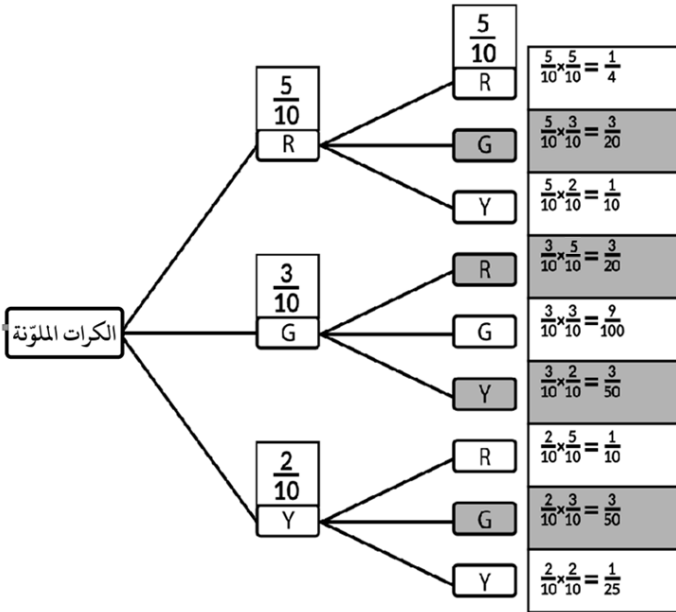 5/10
R
5/10
R
5/10 × 5/10 = 1/4
G
5/10 × 3/10 = 3/20
Y
5/10 × 2/10 = 1/10
الكرات الملوّنة
3/10
G
R
3/10 × 5/10 = 3/20
G
3/10 × 3/10 = 9/100
Y
3/10 × 2/10 = 3/50
2/10
Y
R
2/10 × 5/10 = 1/10
G
2/10 × 3/10 = 3/50
Y
2/10 × 2/10 = 1/25